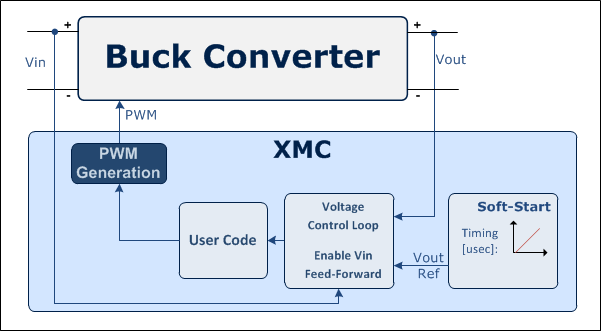 +
+
Vin
Buck Converter
Vout
-
-
PWM
XMC
PWM
Generation
User Code
Voltage
Control Loop
Enable Vin
Feed-Forward
Soft-Start
Timing
[usec]:
Vout
Ref